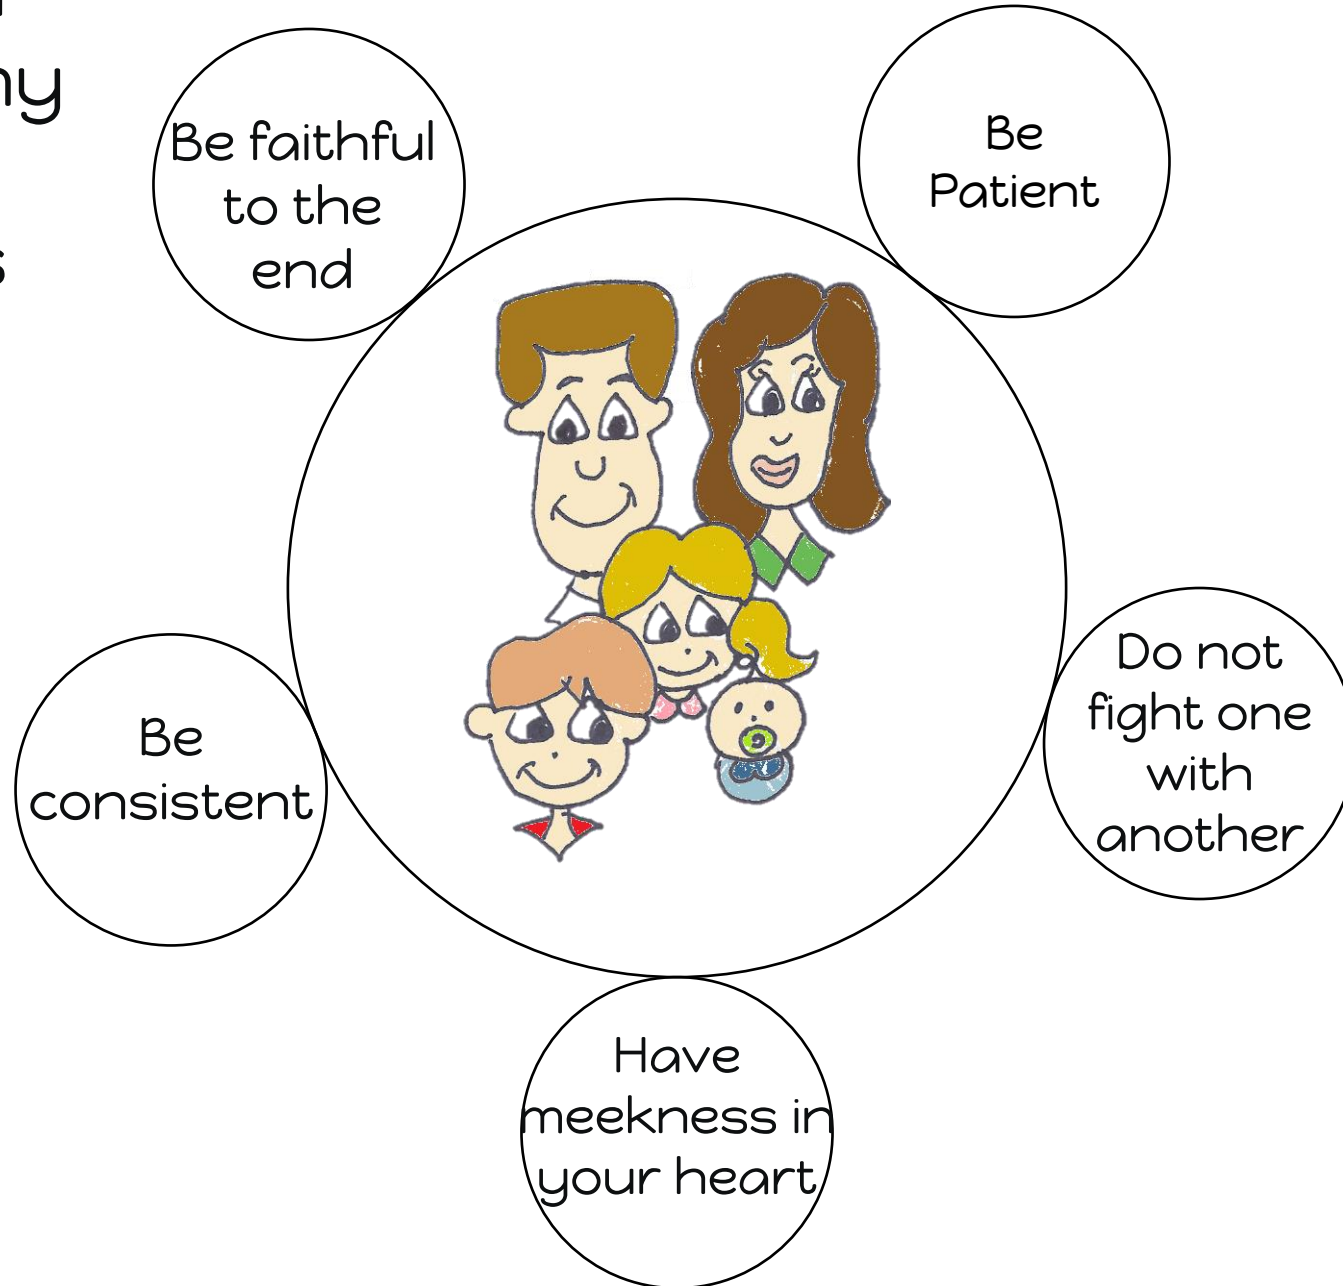 Be faithful
to the
end
Be
Patient
Be
consistent
Do not
fight one
with
another
Have
meekness in
your heart